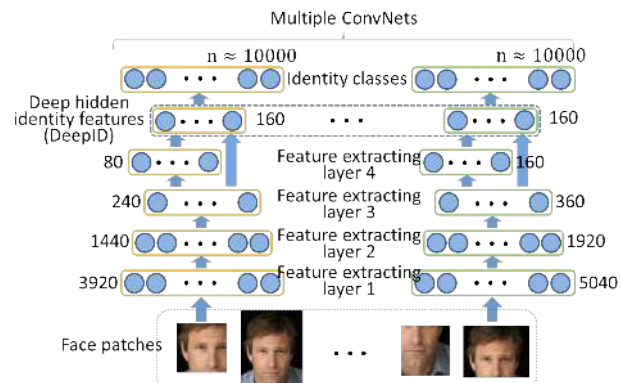 Multiple ConvNets
n ≈ 10000
n ≈ 10000
Identity classes
Deep hidden
identity features
(DeepID)
160
160
80
Feature extracting
layer 4
160
240
Feature extracting
layer 3
360
1440
Feature extracting
layer 2
1920
3920
Feature extracting
layer 1
5040
Face patches